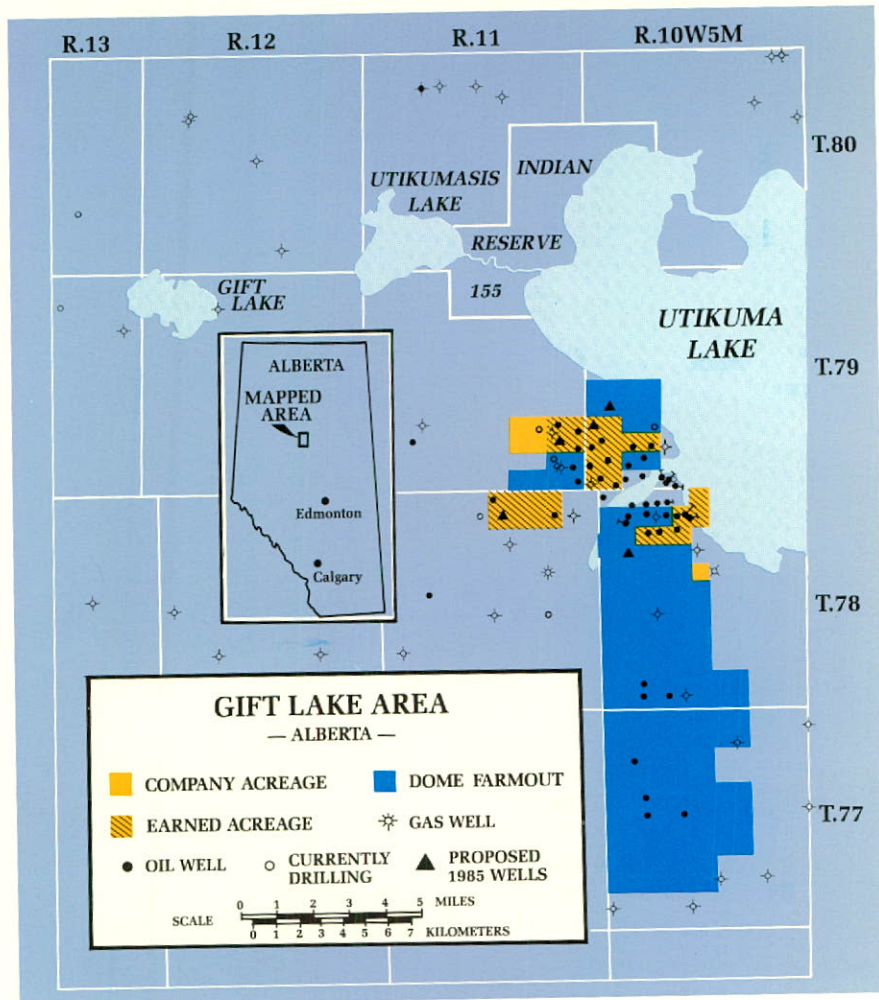 R.13
R.12
R.11
R.10W5M
T.80
INDIAN
UTIKUMASIS
LAKE
RESERVE
155
GIFT
LAKE
UTIKUMA
LAKE
T.79
ALBERTA
MAPPED
AREA
Edmonton
Calgary
T.78
GIFT LAKE AREA
— ALBERTA —
COMPANY ACREAGE
DOME FARMOUT
EARNED ACREAGE
GAS WELL
OIL WELL
CURRENTLY
DRILLING
PROPOSED
1985 WELLS
T.77
0 1 2 3 4 5 MILES
SCALE
0 1 2 3 4 5 6 7 KILOMETERS